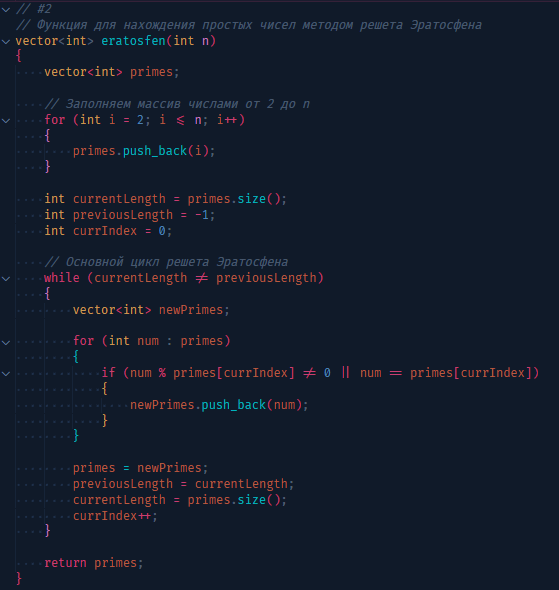 // #2
// Функция для нахождения простых чисел методом решета Эратосфена
vector<int> eratosfen(int n)
{
    vector<int> primes;
    // Заполняем массив числами от 2 до n
    for (int i = 2; i <= n; i++)
    {
        primes.push_back(i);
    }
    int currentLength = primes.size();
    int previousLength = -1;
    int currIndex = 0;
    // Основной цикл решета Эратосфена
    while (currentLength != previousLength)
    {
        vector<int> newPrimes;
        for (int num : primes)
        {
            if (num % primes[currIndex] != 0 || num == primes[currIndex])
            {
                newPrimes.push_back(num);
            }
        }
        primes = newPrimes;
        previousLength = currentLength;
        currentLength = primes.size();
        currIndex++;
    }
    return primes;
}